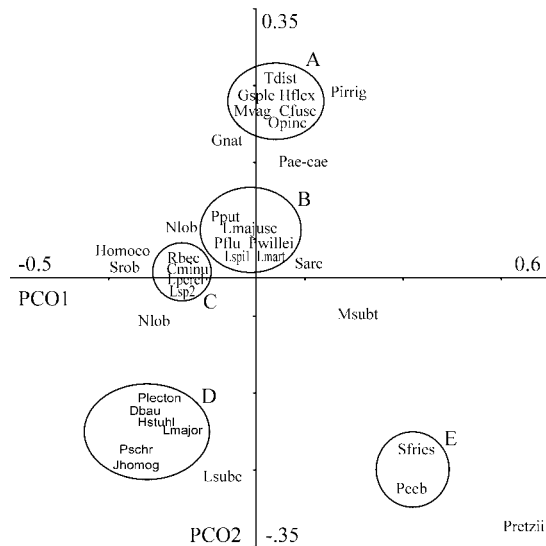 0.35
A
Tdist
Gsple Hflex
Pirrig
Mvag Cfusc
Opinc
Gnat
Pae-cae
B
Pput
Nlob
Lmajusc
Pflu Pwillei
Lspi1 Lmart
Sarc
Homoco
Srob
Rbec
Cminu
Lsp2
C
-0.5
0.6
PCO1
Nlob
Msubt
D
Plecton
Dbau
Hstuhl
Lmajor
Pschr
Jhomog
Lsubc
E
Sfries
Pccb
Pretzii
PCO2
-.35